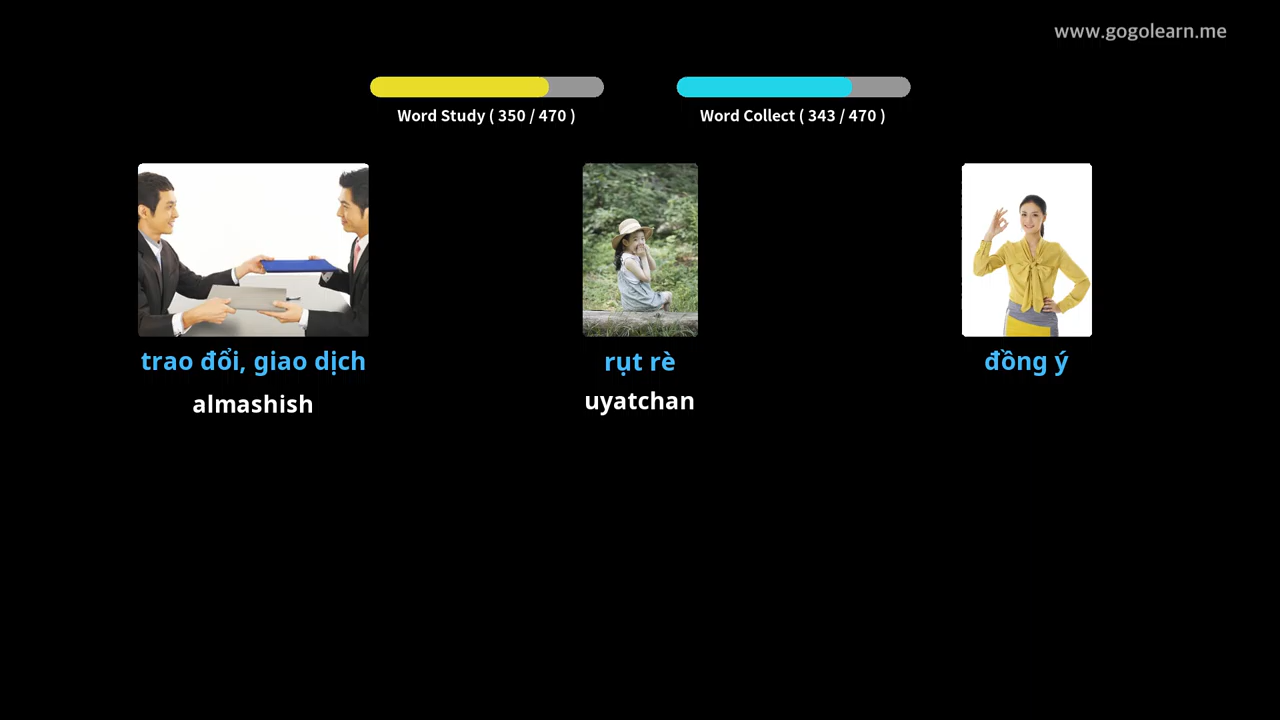 www.gogolearn.me
Word Study ( 350 / 470 )
Word Collect ( 343 / 470 )
trao đổi, giao dịch
rụt rè
đồng ý
almashish
uyatchan